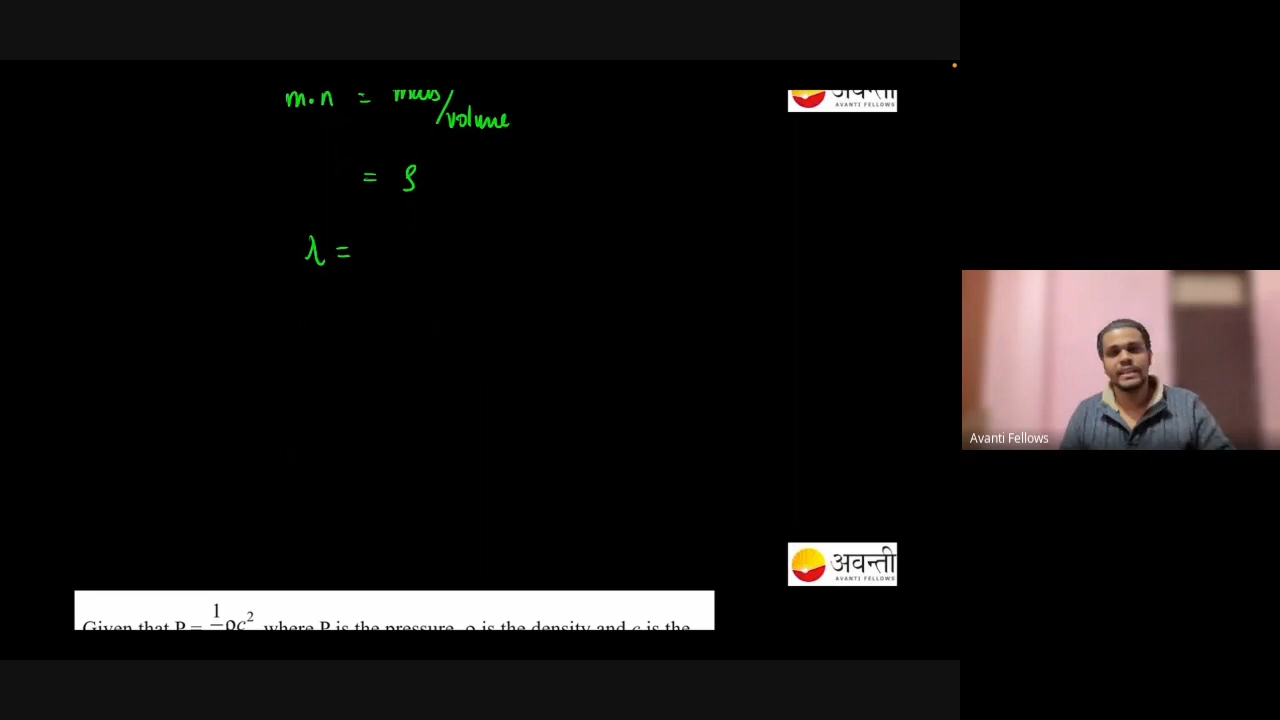 m.n = mass/volume
अवन्ती
AVANTI FELLOWS
= ρ
λ =
Avanti Fellows
अवन्ती
AVANTI FELLOWS
Given that P = 1/ρc², where P is the pressure, ρ is the density and c is the